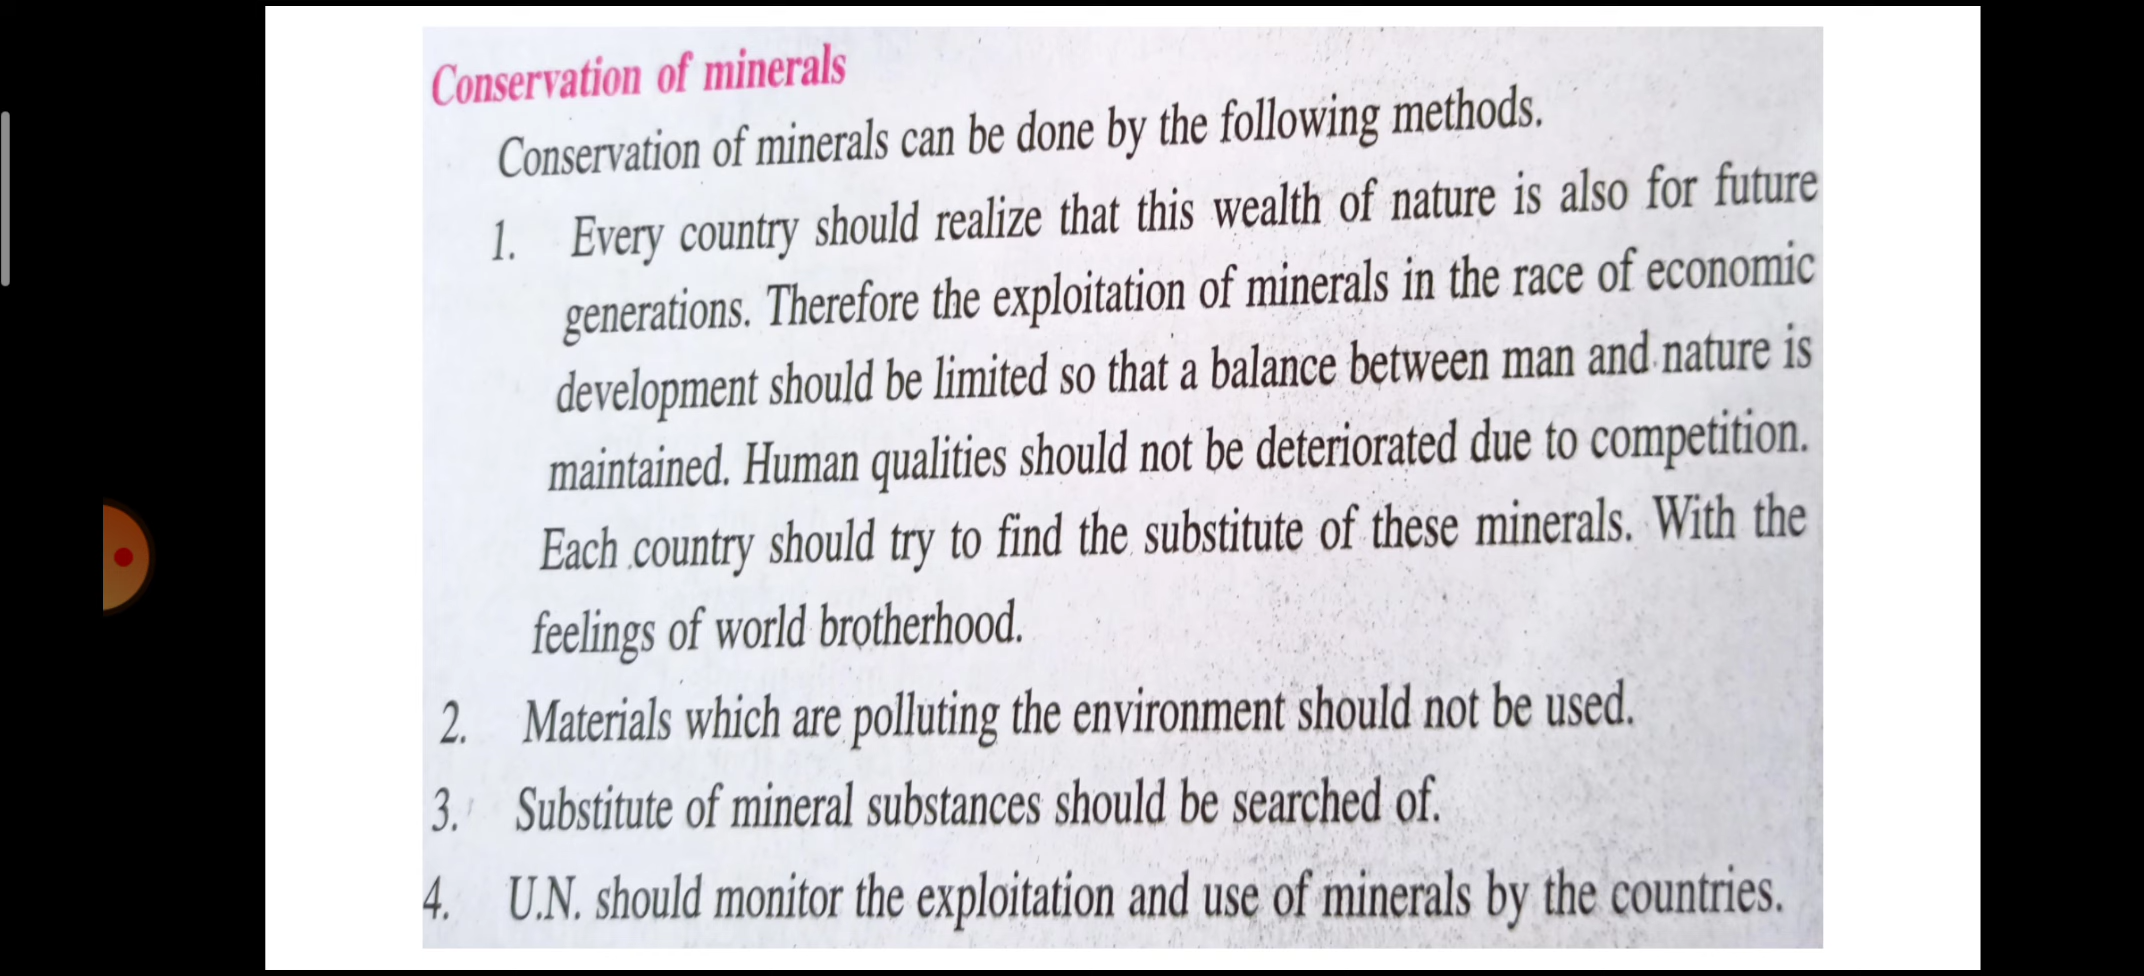 Conservation of minerals
Conservation of minerals can be done by the following methods.
1. Every country should realize that this wealth of nature is also for future
generations. Therefore the exploitation of minerals in the race of economic
development should be limited so that a balance between man and nature is
maintained. Human qualities should not be deteriorated due to competition.
Each country should try to find the substitute of these minerals. With the
feelings of world brotherhood.
2. Materials which are polluting the environment should not be used.
3. Substitute of mineral substances should be searched of.
4. U.N. should monitor the exploitation and use of minerals by the countries.